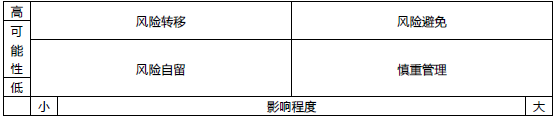 高
风险转移 风险避免
可
能
性
风险自留 慎重管理
低
小 影响程度 大